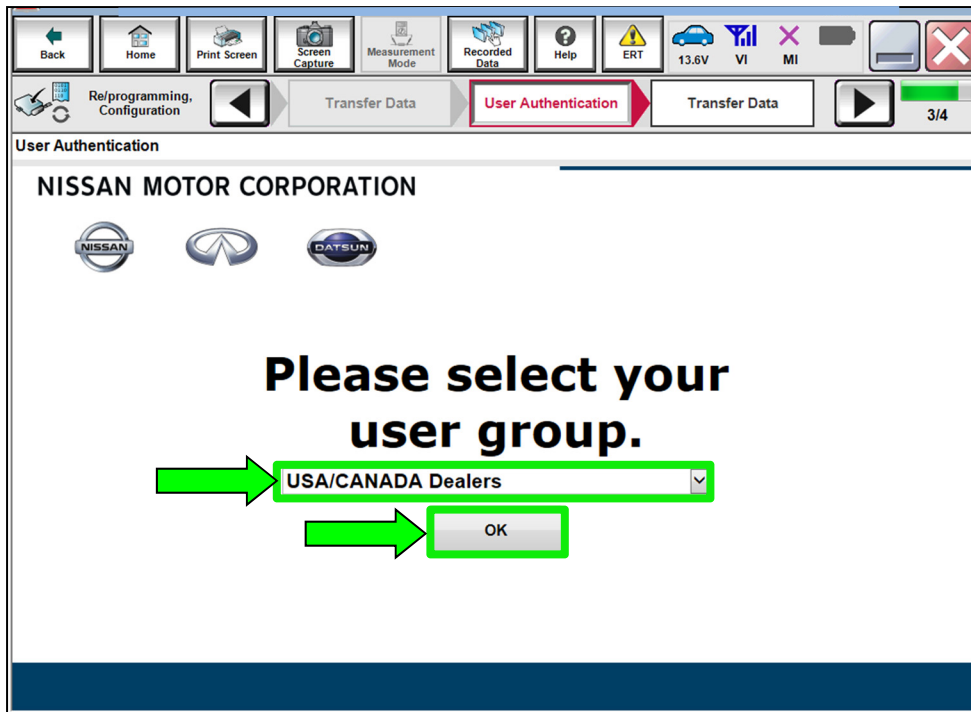 Back
Home
Print Screen
Screen
Capture
Measurement
Mode
Recorded
Data
Help
ERT
13.6V
VI
MI
Re/programming,
Configuration
Transfer Data
User Authentication
Transfer Data
3/4
User Authentication
NISSAN MOTOR CORPORATION
NISSAN
DATSUN
Please select your
user group.
USA/CANADA Dealers
OK